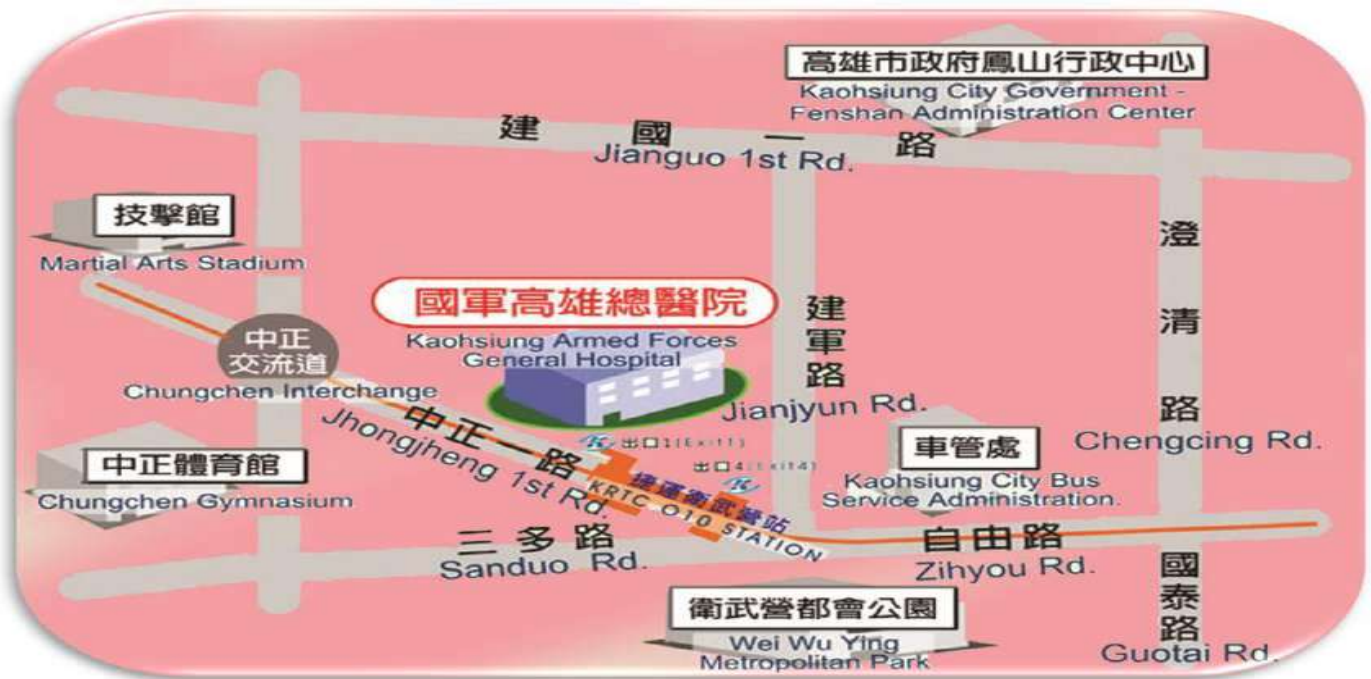 高雄市政府鳳山行政中心
Kaohsiung City Government -
Fenshan Administration Center
建國一路
Jianguo 1st Rd.
技擊館
Martial Arts Stadium
澄清路
Chengcing Rd.
國軍高雄總醫院
Kaohsiung Armed Forces
General Hospital
建軍路
Jianjyun Rd.
中正
交流道
Chungchen Interchange
中正一路
Jhongjheng 1st Rd.
出口1(Exit1)
出口4(Exit4)
捷運衛武營站
KRTC O10 STATION
車管處
Kaohsiung City Bus
Service Administration.
中正體育館
Chungchen Gymnasium
三多路
Sanduo Rd.
自由路
Zihyou Rd.
衛武營都會公園
Wei Wu Ying
Metropolitan Park
國泰路
Guotai Rd.